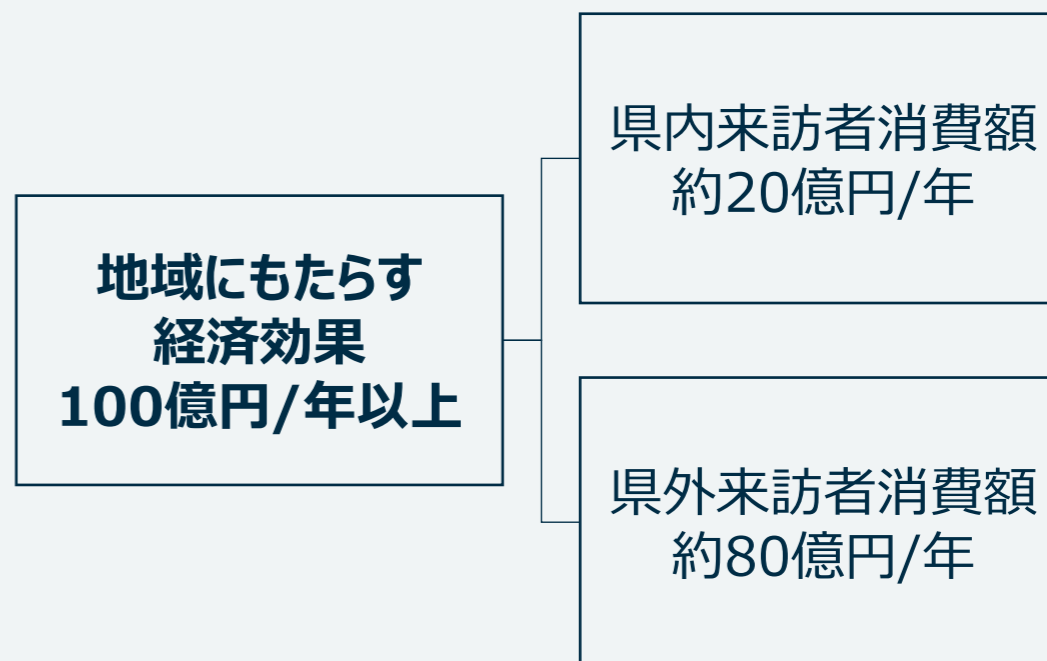 地域にもたらす
経済効果
100億円/年以上
県内来訪者消費額
約20億円/年
県外来訪者消費額
約80億円/年